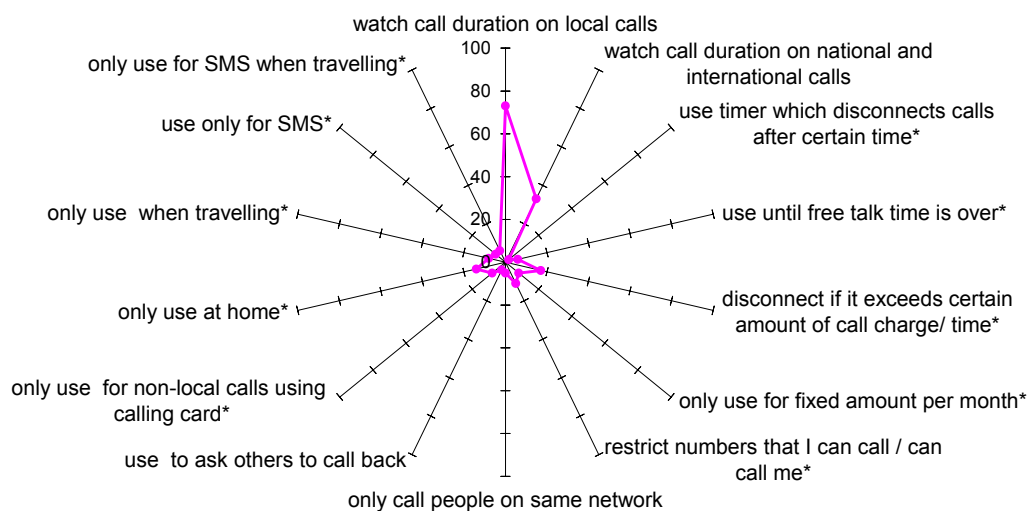 watch call duration on local calls
100
80
60
40
20
0
watch call duration on national and
international calls
use timer which disconnects calls
after certain time*
use until free talk time is over*
disconnect if it exceeds certain
amount of call charge/ time*
only use for fixed amount per month*
restrict numbers that I can call / can
call me*
only call people on same network
use to ask others to call back
only use for non-local calls using
calling card*
only use at home*
only use when travelling*
use only for SMS*
only use for SMS when travelling*